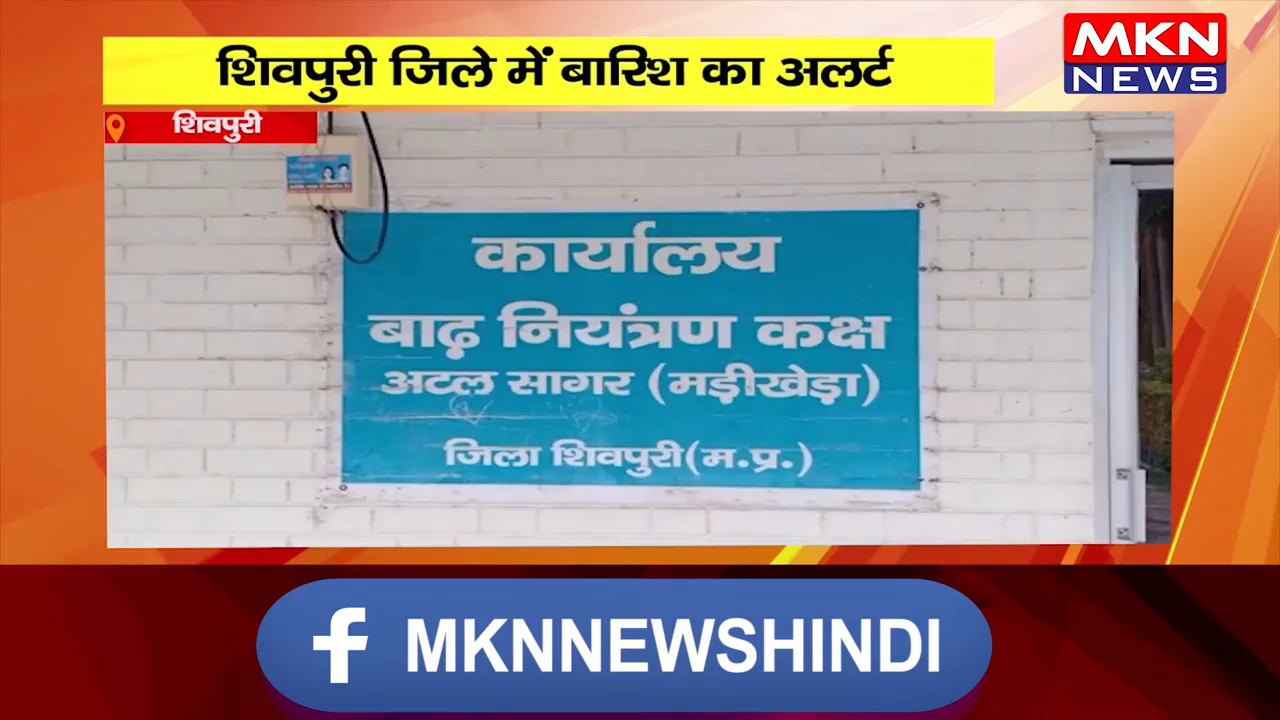 शिवपुरी जिले में बारिश का अलर्ट
MKN
NEWS
शिवपुरी
कार्यालय
बाढ़ नियंत्रण कक्ष
अटल सागर (मड़ीखेड़ा)
जिला शिवपुरी(म.प्र.)
f MKNNEWSHINDI